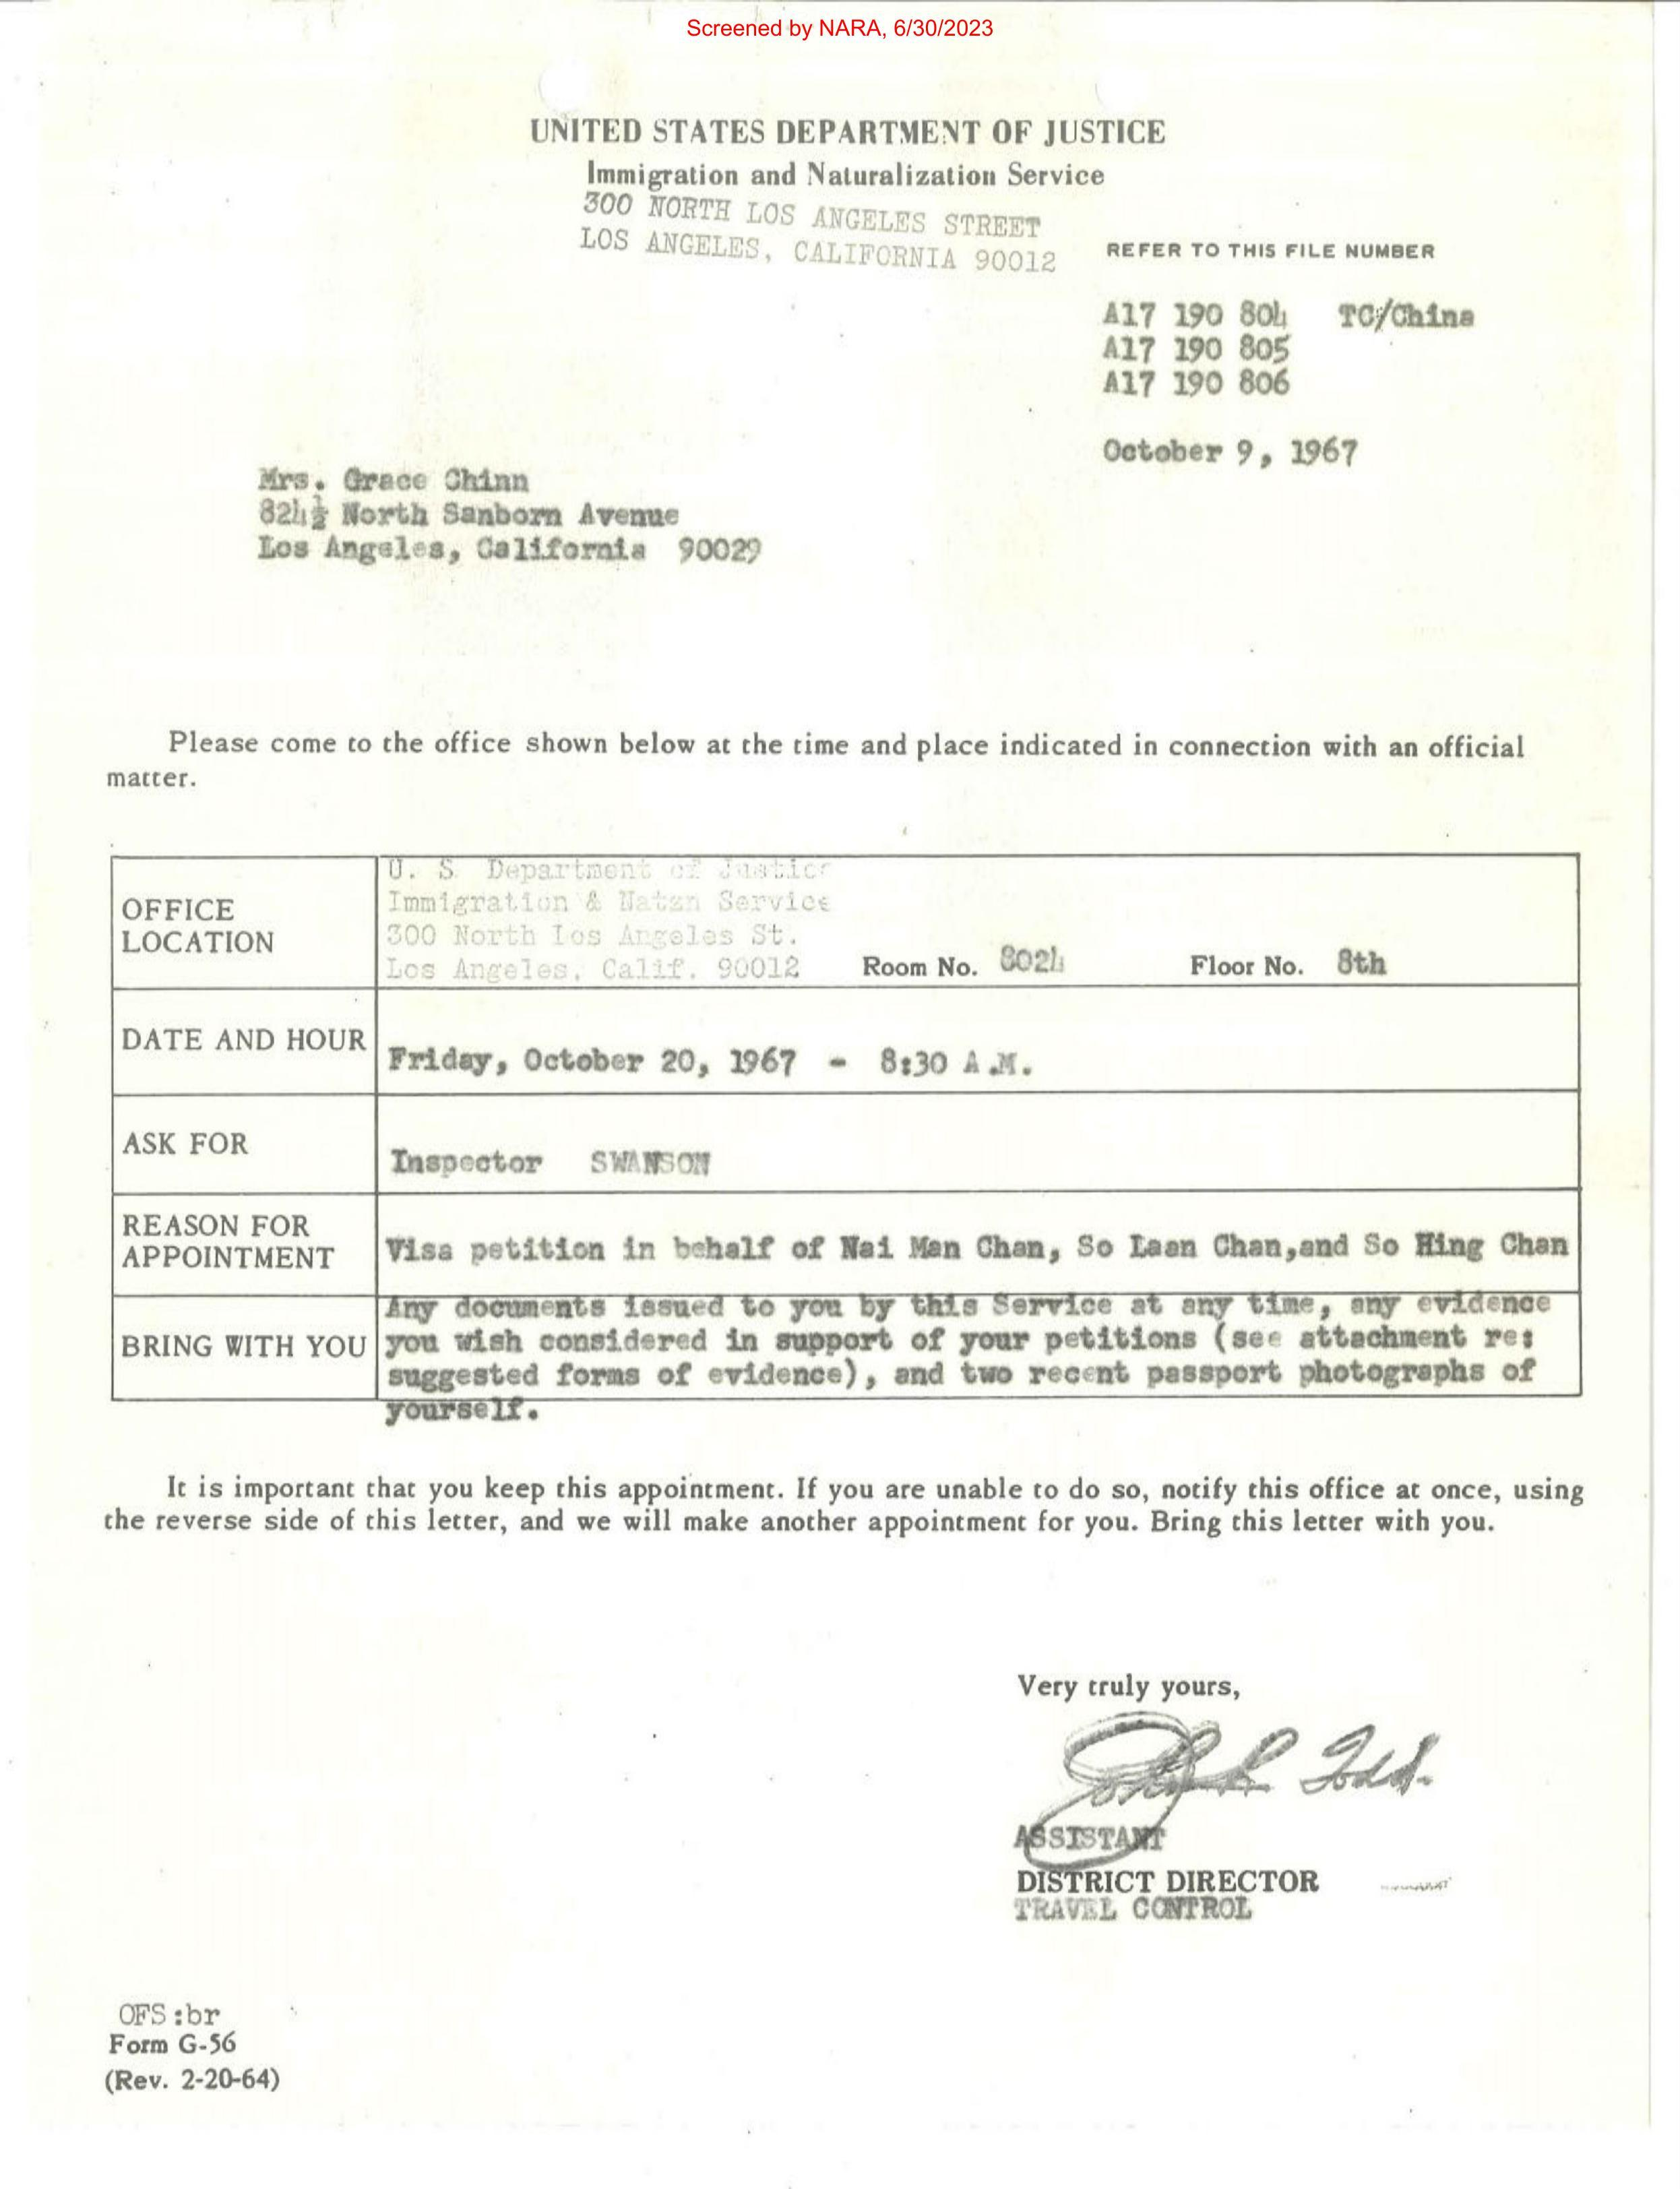 Screened by NARA, 6/30/2023
UNITED STATES DEPARTMENT OF JUSTICE
Immigration and Naturalization Service
300 NORTH LOS ANGELES STREET
LOS ANGELES, CALIFORNIA 90012
REFER TO THIS FILE NUMBER
A17 190 804 TC/China
A17 190 805
A17 190 806
October 9, 1967
Mrs. Grace Chinn
824½ North Sanborn Avenue
Los Angeles, California 90029
Please come to the office shown below at the time and place indicated in connection with an official
matter.
OFFICE
LOCATION
U. S. Department of Justice
Immigration & Natzn Service
300 North Los Angeles St.
Los Angeles, Calif. 90012 Room No. 8024 Floor No. 8th
DATE AND HOUR
Friday, October 20, 1967 - 8:30 A.M.
ASK FOR
Inspector SWANSON
REASON FOR
APPOINTMENT
Visa petition in behalf of Nai Man Chan, So Laan Chan,and So Hing Chan
BRING WITH YOU
Any documents issued to you by this Service at any time, any evidence
you wish considered in support of your petitions (see attachment re:
suggested forms of evidence), and two recent passport photographs of
yourself.
It is important that you keep this appointment. If you are unable to do so, notify this office at once, using
the reverse side of this letter, and we will make another appointment for you. Bring this letter with you.
Very truly yours,
ASSISTANT
DISTRICT DIRECTOR
TRAVEL CONTROL
OFS:br
Form G-56
(Rev. 2-20-64)